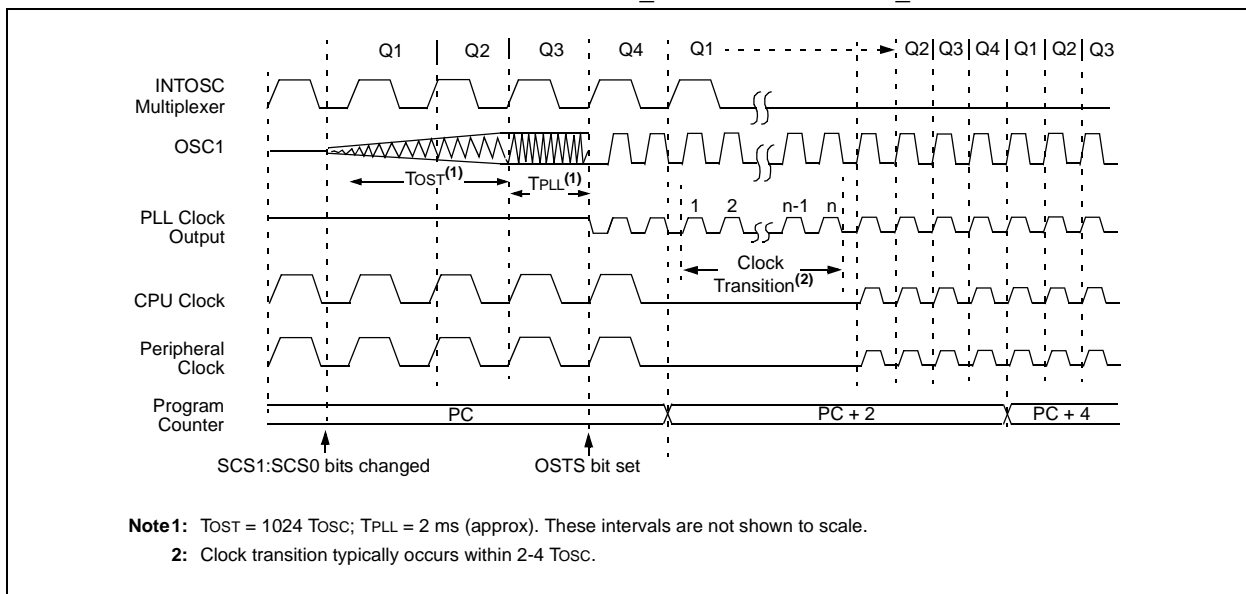 Q1 Q2 Q3 Q4 Q1 Q2 Q3 Q4 Q1 Q2 Q3
INTOSC
Multiplexer
OSC1
TOST(1) TPLL(1)
1 2 n-1 n
PLL Clock
Output
Clock
Transition(2)
CPU Clock
Peripheral
Clock
Program
Counter
PC PC + 2 PC + 4
SCS1:SCS0 bits changed OSTS bit set
Note1: TOST = 1024 TOSC; TPLL = 2 ms (approx). These intervals are not shown to scale.
2: Clock transition typically occurs within 2-4 TOSC.